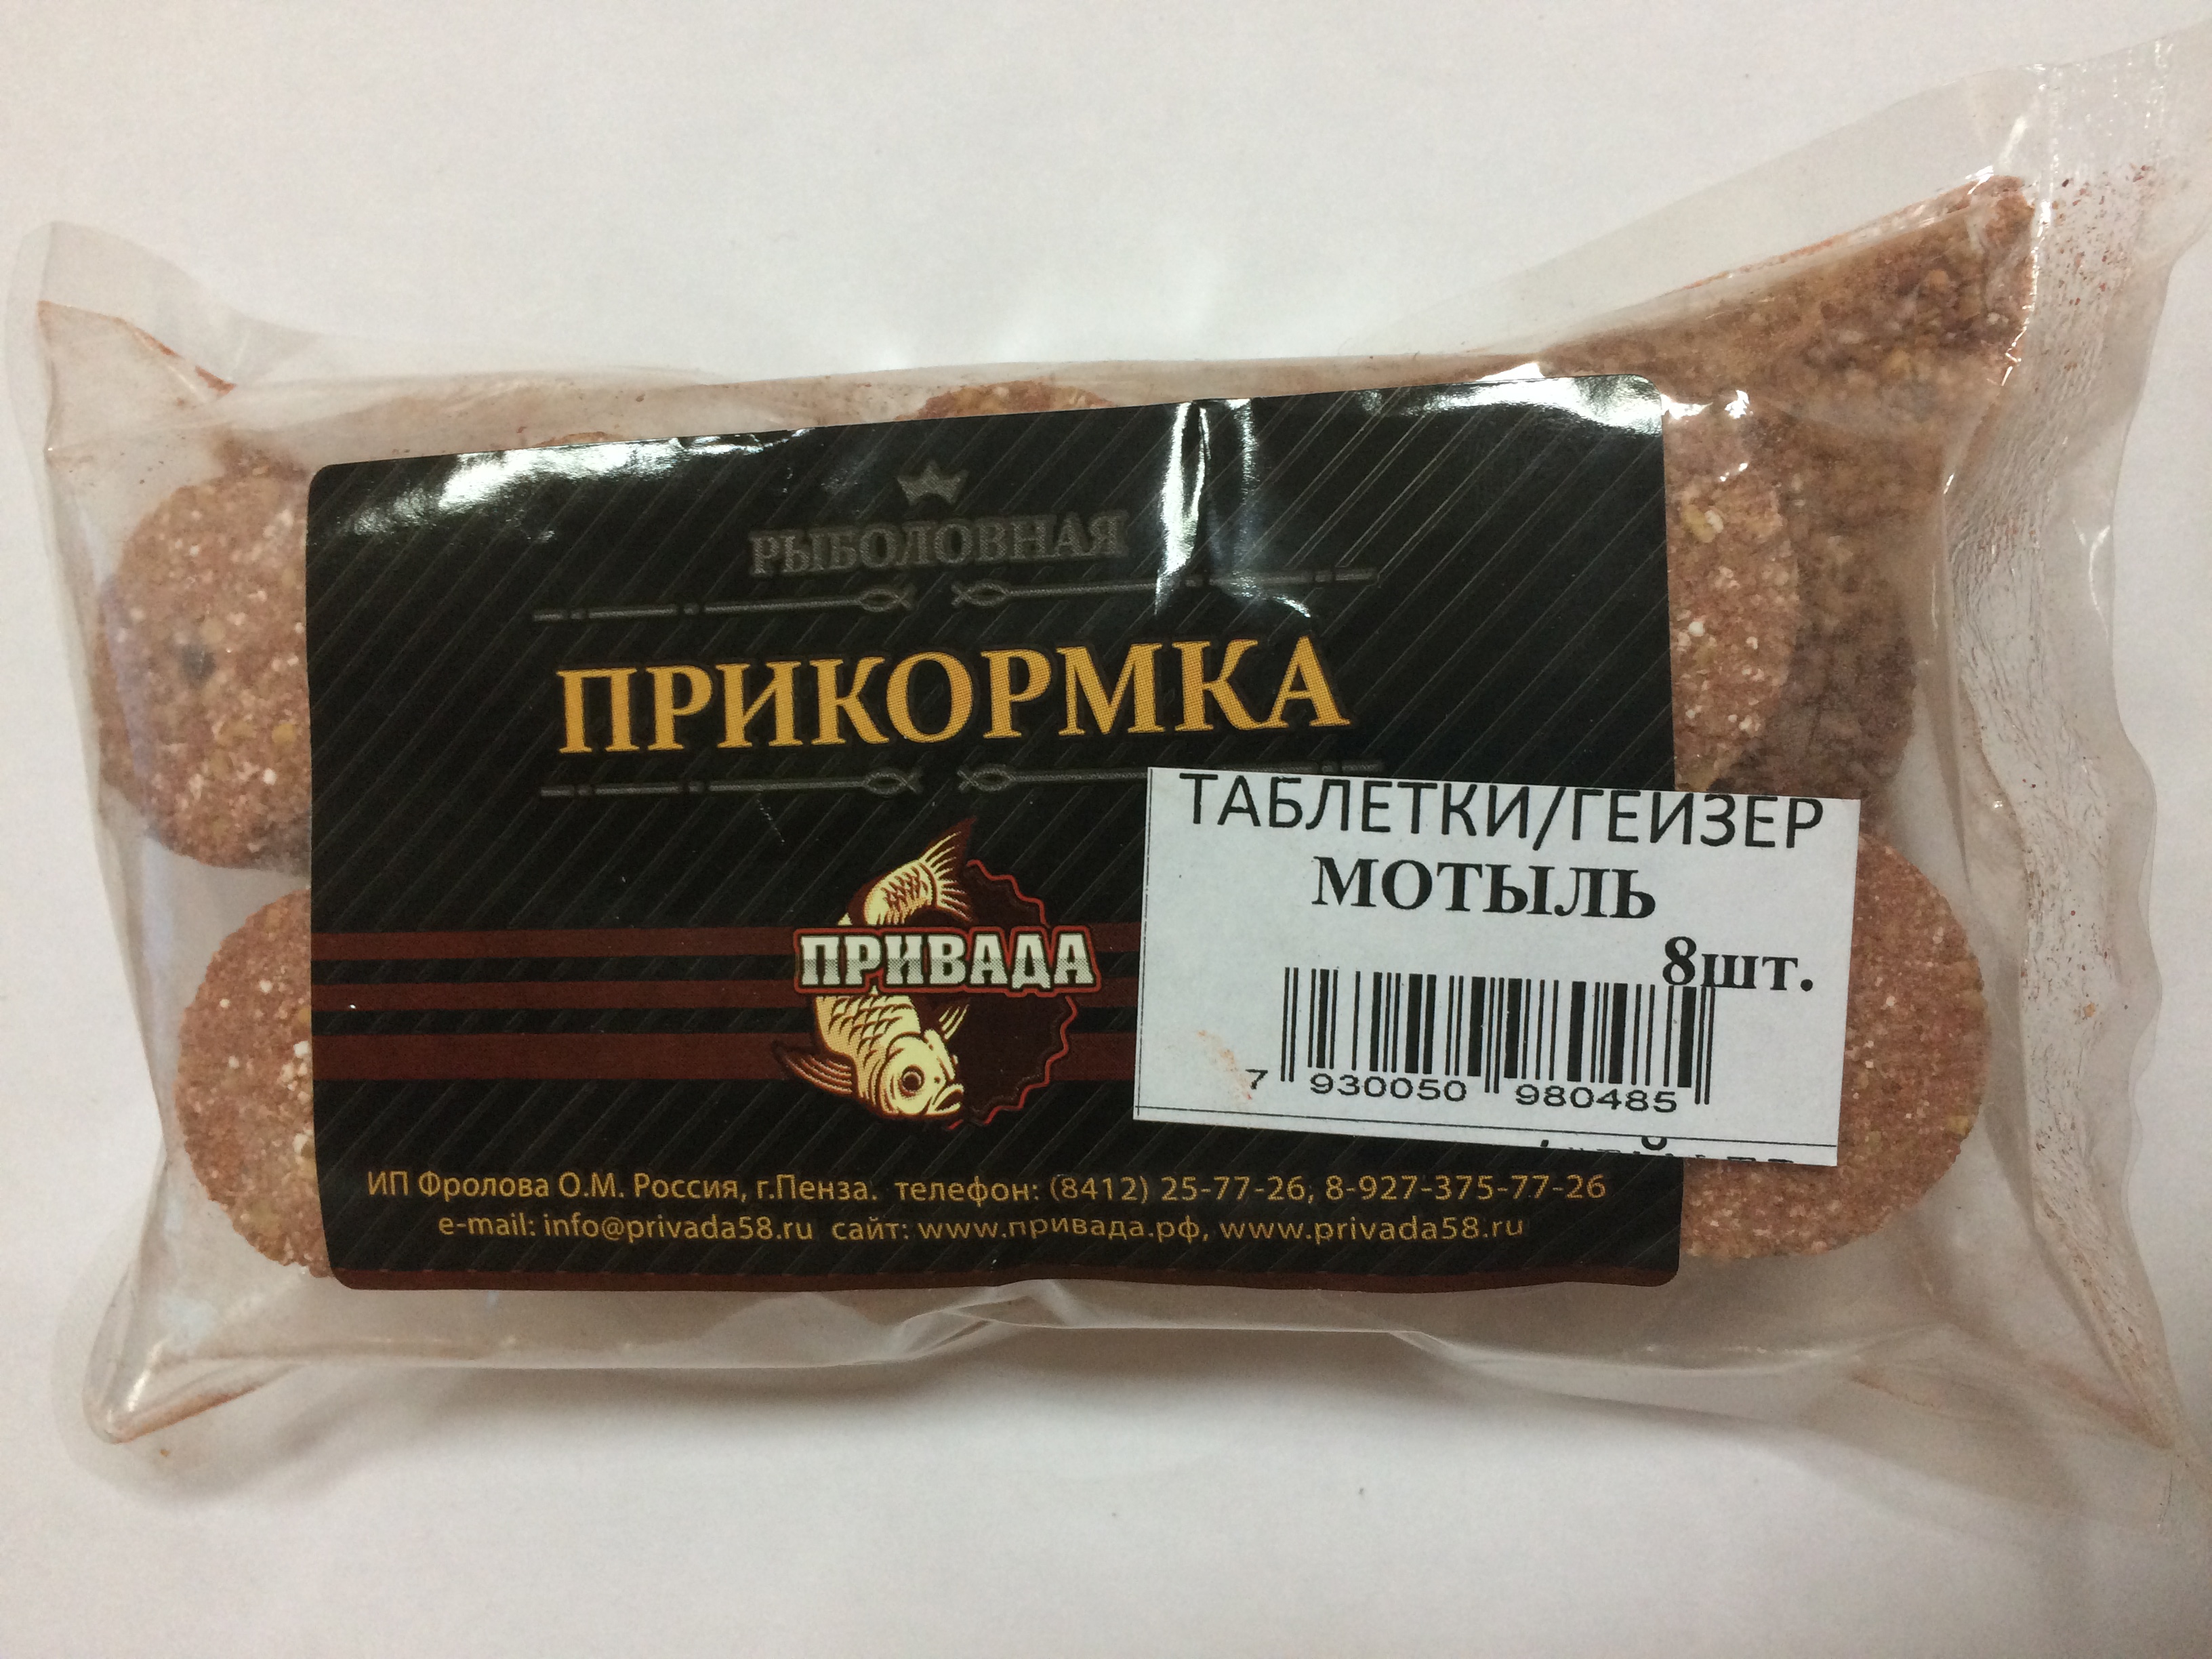 РЫБОЛОВНАЯ
ПРИКОРМКА
ПРИВАДА
ТАБЛЕТКИ/ГЕЙЗЕР
МОТЫЛЬ
8шт.
7 930050 980485
ИП Фролова О.М. Россия, г.Пенза. телефон: (8412) 25-77-26, 8-927-375-77-26
e-mail: info@privada58.ru сайт: www.привада.рф, www.privada58.ru